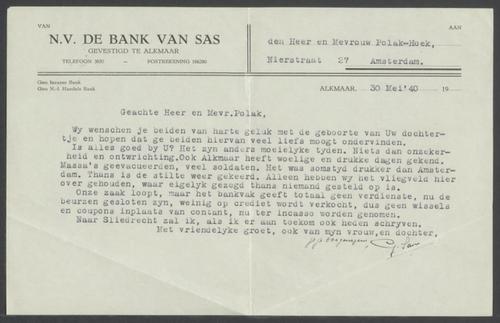 VAN
AAN
N.V. DE BANK VAN SAS
GEVESTIGD TE ALKMAAR
TELEFOON 3650 POSTREKENING 166280
den Heer en Mevrouw Polak-Hoek,
Nierstraat 27 Amsterdam.
Giro Incasso Bank
Giro N.-I. Handels Bank
ALKMAAR, 30 Mei'40 19
Geachte Heer en Mevr.Polak,
Wy wenschen je beiden van harte geluk met de geboorte van Uw dochter-
tje en hopen dat ge beiden hiervan veel liefs moogt ondervinden.
Is alles goed by U? Het zyn anders moeielyke tyden. Niets dan onzeker-
heid en ontwrichting.Ook Alkmaar heeft woelige en drukke dagen gekend.
Massa's geevacueerden, veel soldaten. Het was somstyd drukker dan Amster-
dam. Thans is de stilte weer gekeerd. Alleen hebben wy het vliegveld hier
over gehouden, waar eigelyk gezegd thans niemand gesteld op is.
Onze zaak loopt, maar het bankvak geeft totaal geen verdienste, nu de
beurzen gesloten zyn, weinig op crediet wordt verkocht, dus geen wissels
en coupons inplaats van contant, nu ter incasso worden genomen.
Naar Sliedrecht zal ik, als ik er aan toekom ook heden schryven.
Met vriendelyke groet, ook van myn vrouw,en dochter.